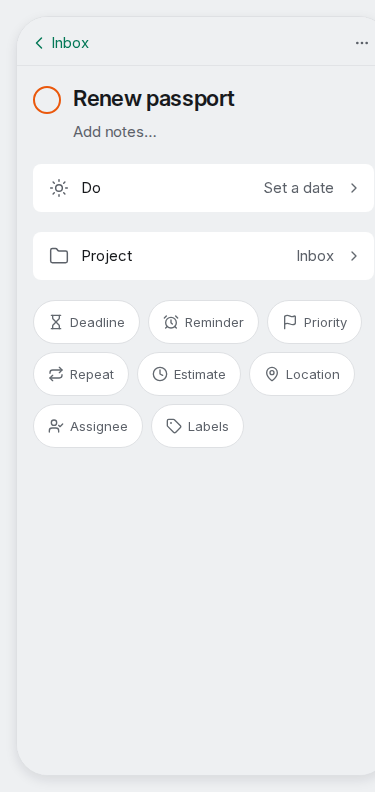 Inbox
Renew passport
Add notes...
Do Set a date
Project Inbox
Deadline Reminder Priority
Repeat Estimate Location
Assignee Labels